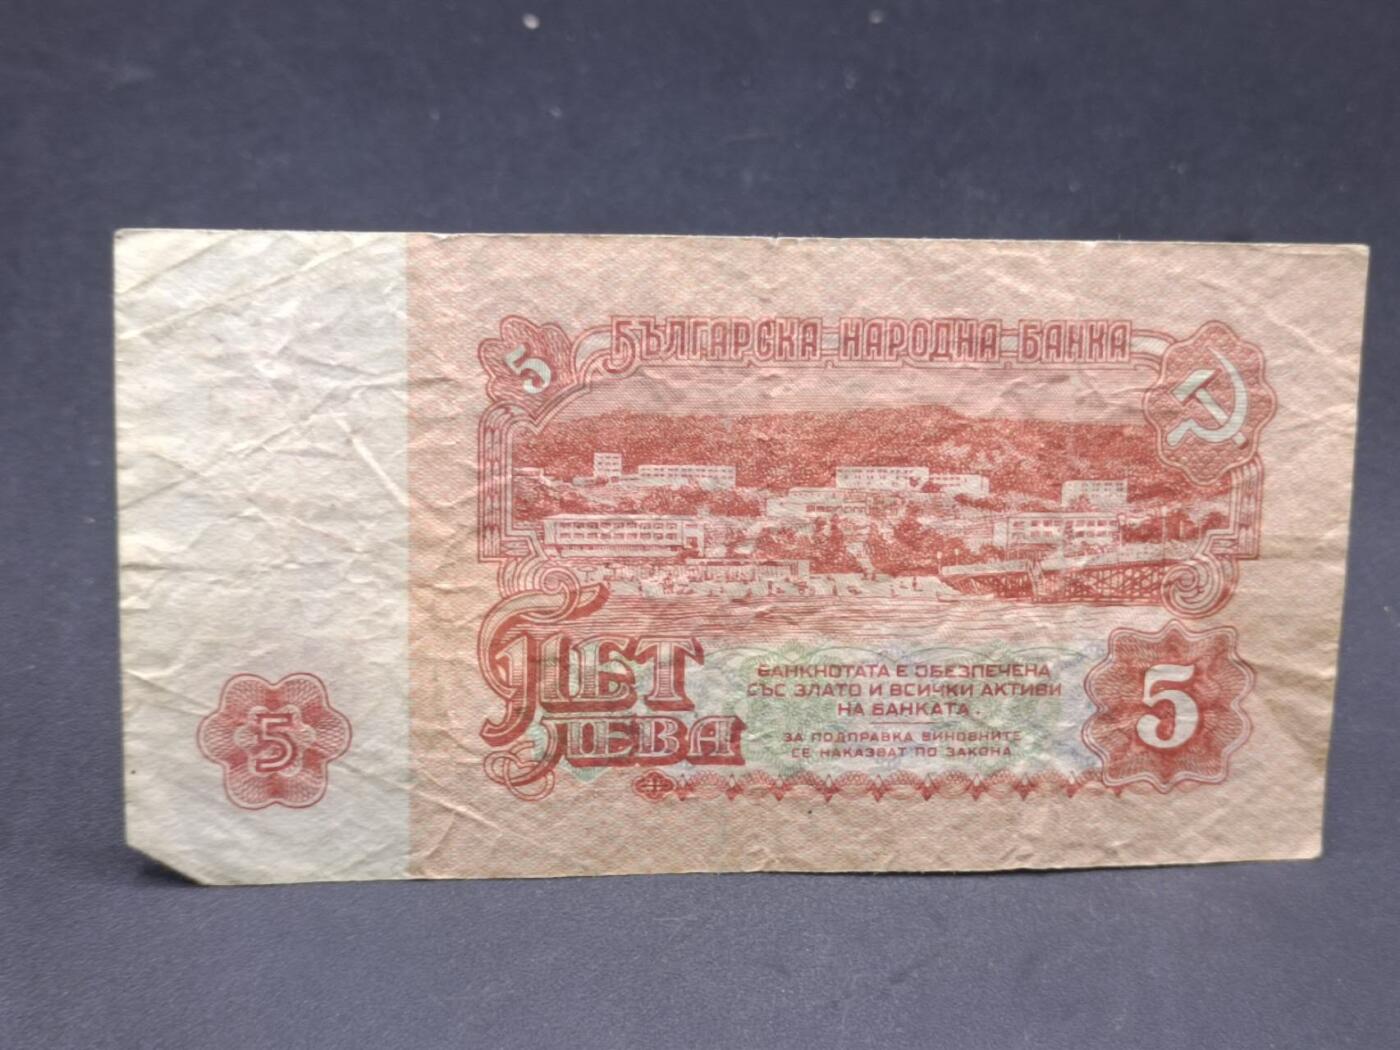 5
БЪЛГАРСКА НАРОДНА БАНКА
ПЕТ
ЛЕВА
БАНКНОТАТА Е ОБЕЗПЕЧЕНА
СЪС ЗЛАТО И ВСИЧКИ АКТИВИ
НА БАНКАТА.
ЗА ПОДПРАВКА ВИНОВНИТЕ
СЕ НАКАЗВАТ ПО ЗАКОНА
5
5